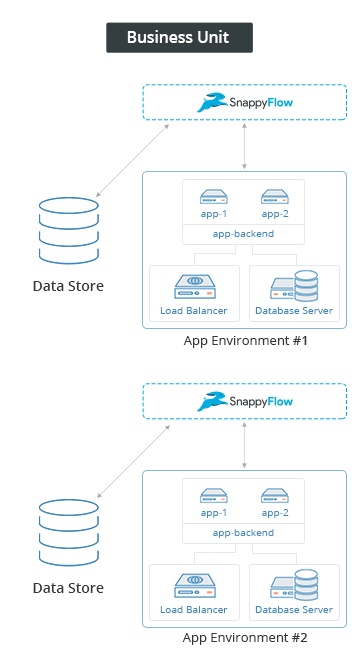 Business Unit
SnappyFlow
app-1 app-2
app-backend
Data Store
Load Balancer Database Server
App Environment #1
SnappyFlow
app-1 app-2
app-backend
Data Store
Load Balancer Database Server
App Environment #2